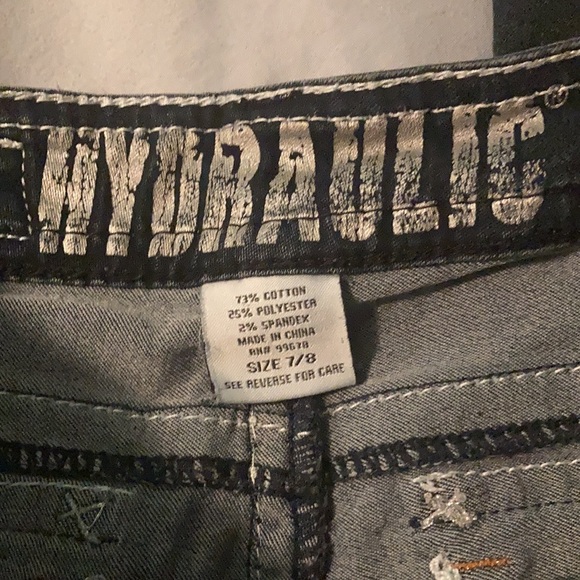 HYDRAULIC®
73% COTTON
25% POLYESTER
2% SPANDEX
MADE IN CHINA
RN# 99678
SIZE 7/8
SEE REVERSE FOR CARE